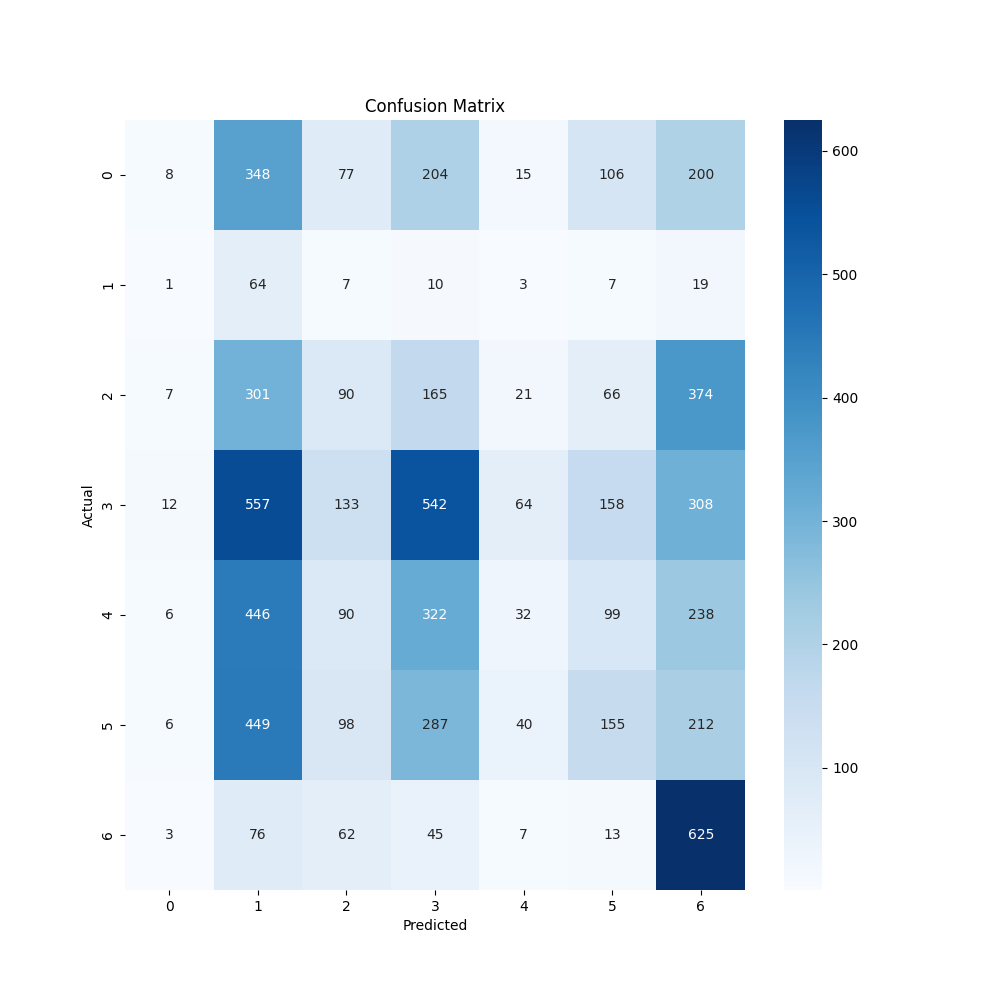 Confusion Matrix
0 8 348 77 204 15 106 200
1 1 64 7 10 3 7 19
2 7 301 90 165 21 66 374
3 12 557 133 542 64 158 308
4 6 446 90 322 32 99 238
5 6 449 98 287 40 155 212
6 3 76 62 45 7 13 625
0 1 2 3 4 5 6
Predicted
Actual
600
500
400
300
200
100